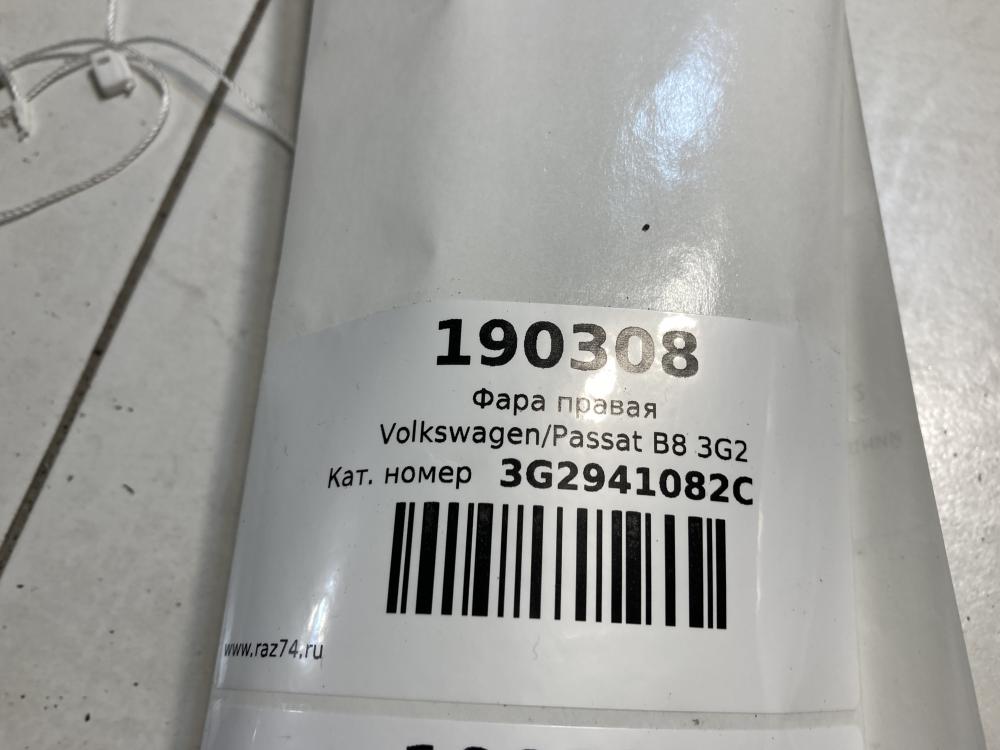 190308
Фара правая
Volkswagen/Passat B8 3G2
Кат. номер 3G2941082C
www.raz74.ru